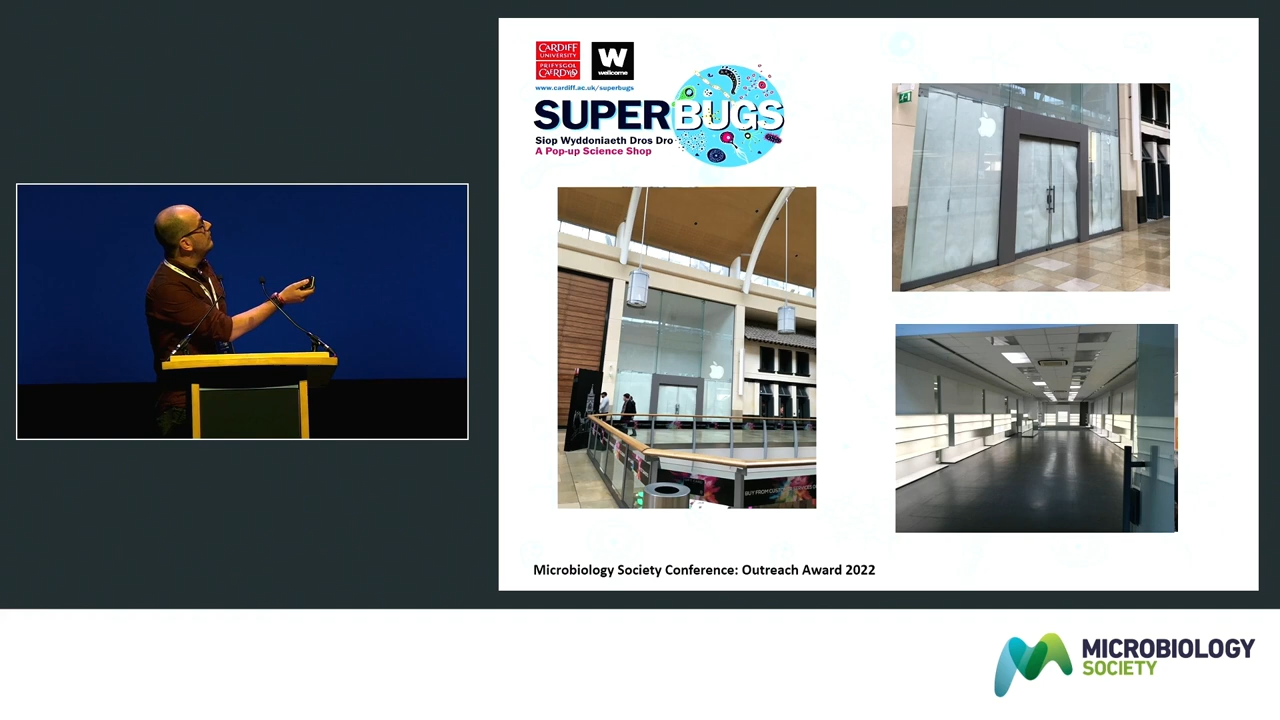 CARDIFF
UNIVERSITY
PRIFYSGOL
CAERDYDD
W
wellcome
www.cardiff.ac.uk/superbugs
SUPERBUGS
Siop Wyddoniaeth Dros Dro
A Pop-up Science Shop
Microbiology Society Conference: Outreach Award 2022
MICROBIOLOGY
SOCIETY